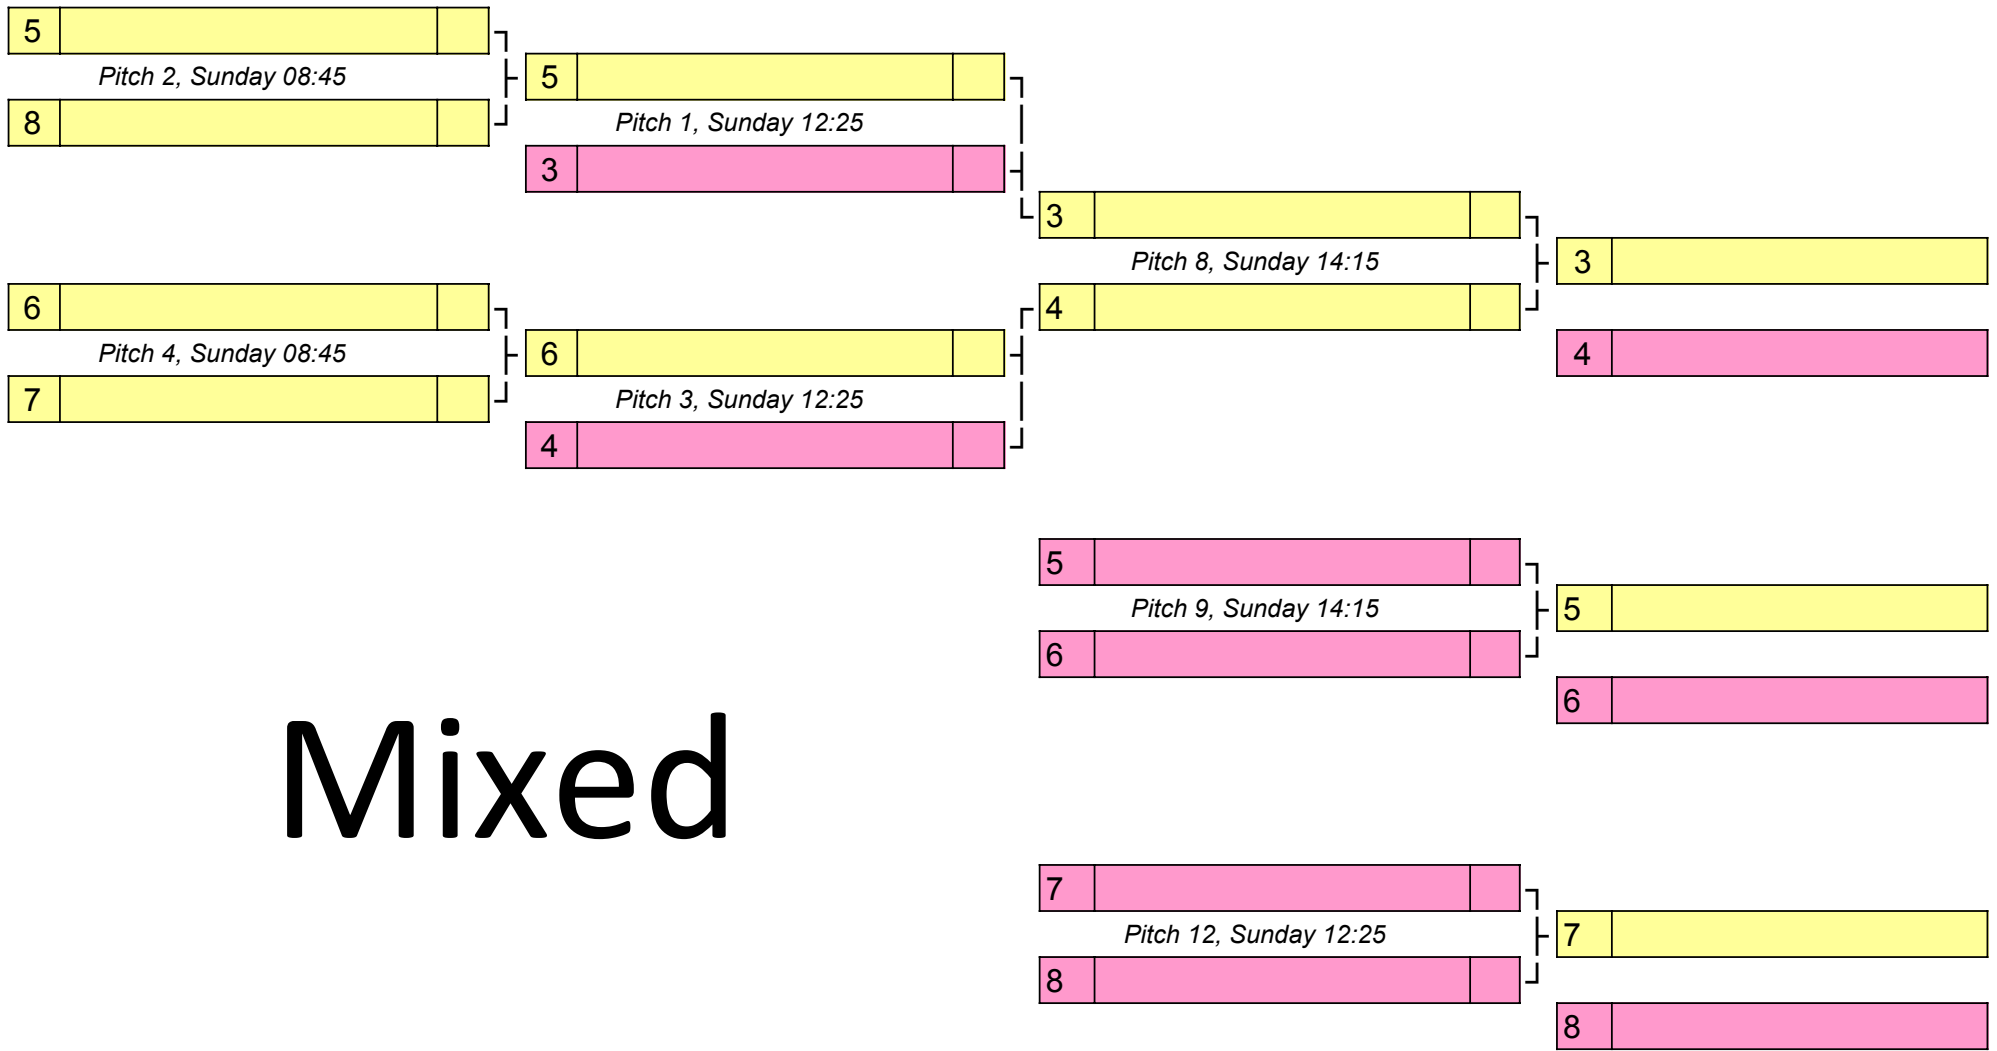 5
Pitch 2, Sunday 08:45
8
5
Pitch 1, Sunday 12:25
3
3
Pitch 8, Sunday 14:15
4
3
4
6
Pitch 4, Sunday 08:45
7
6
Pitch 3, Sunday 12:25
4
5
Pitch 9, Sunday 14:15
6
5
6
Mixed
7
Pitch 12, Sunday 12:25
8
7
8